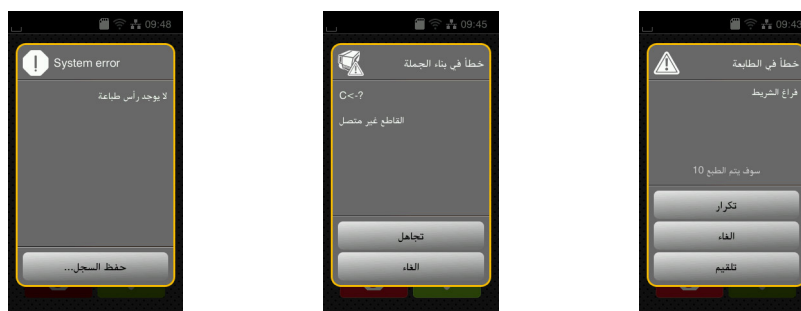 09:48
System error
لا يوجد رأس طباعة
حفظ السجل...
09:45
خطأ في بناء الجملة
C<-?
القاطع غير متصل
تجاهل
الغاء
09:43
خطأ في الطابعة
فراغ الشريط
سوف يتم الطبع 10
تكرار
الغاء
تلقيم